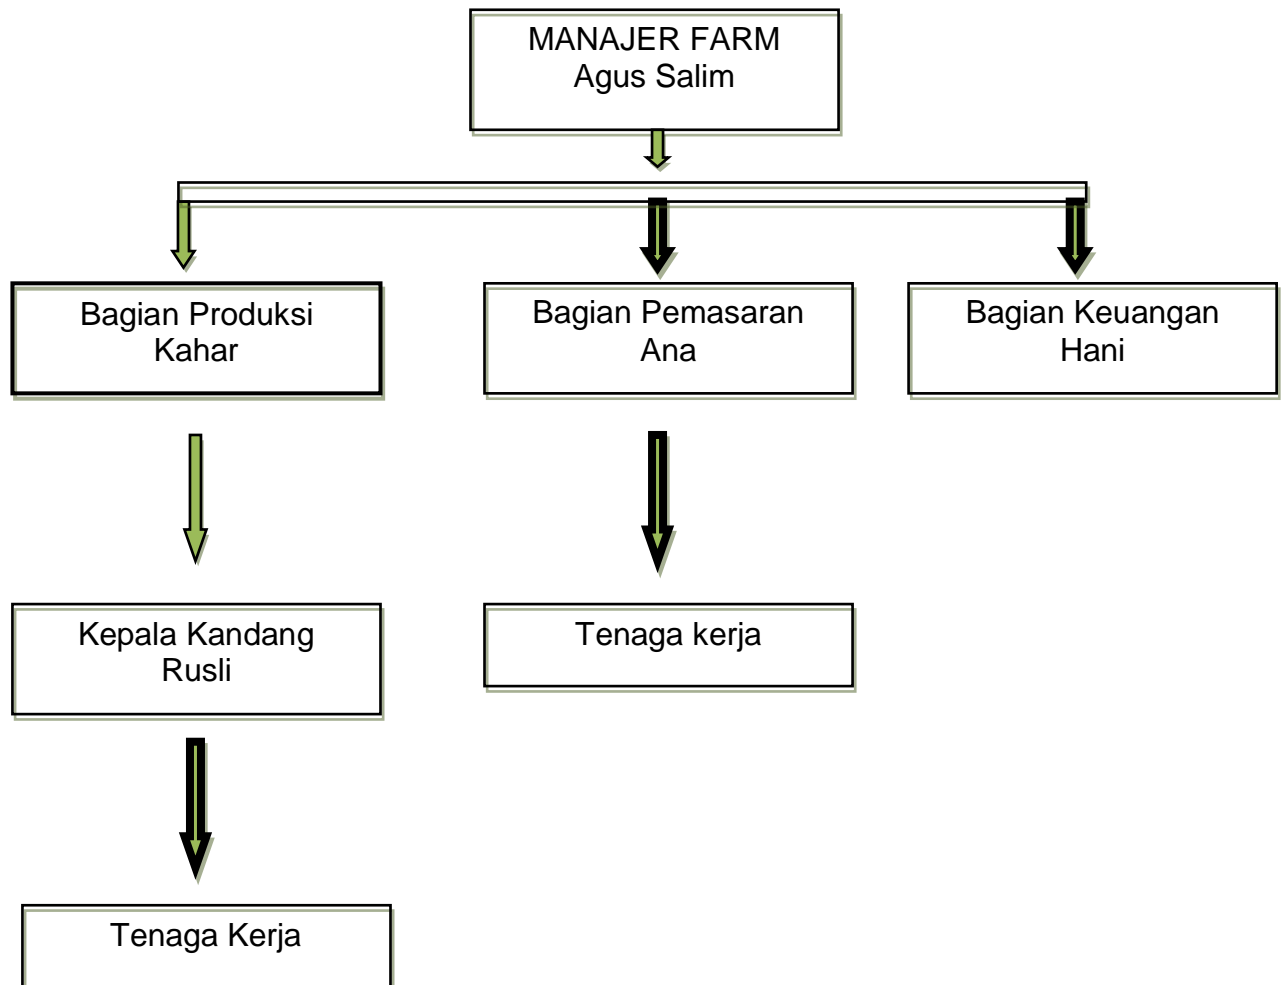 MANAJER FARM
Agus Salim
Bagian Produksi
Kahar
Bagian Pemasaran
Ana
Bagian Keuangan
Hani
Kepala Kandang
Rusli
Tenaga kerja
Tenaga Kerja